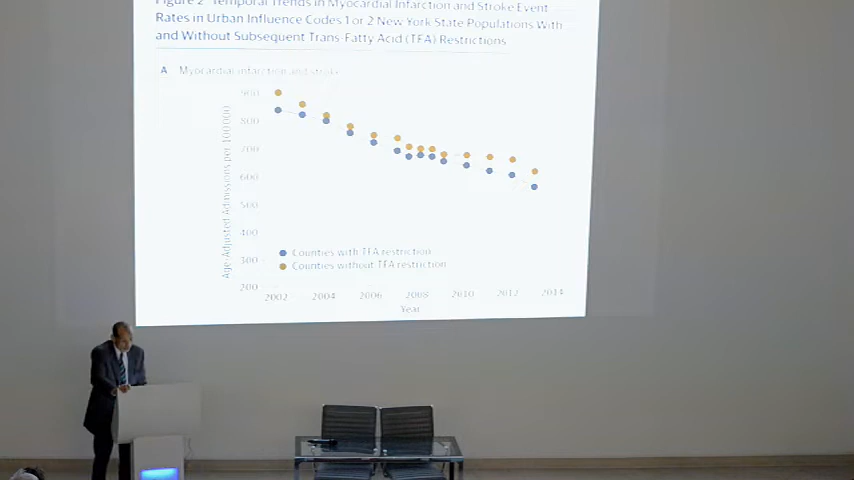 Figure 2 Temporal Trends in Myocardial Infarction and Stroke Event
Rates in Urban Influence Codes 1 or 2 New York State Populations With
and Without Subsequent Trans-Fatty Acid (TFA) Restrictions
A Myocardial infarction and stroke
Age-Adjusted Admissions per 100 000
900
800
700
600
500
400
300
200
Counties with TFA restriction
Counties without TFA restriction
2002 2004 2006 2008 2010 2012 2014
Year